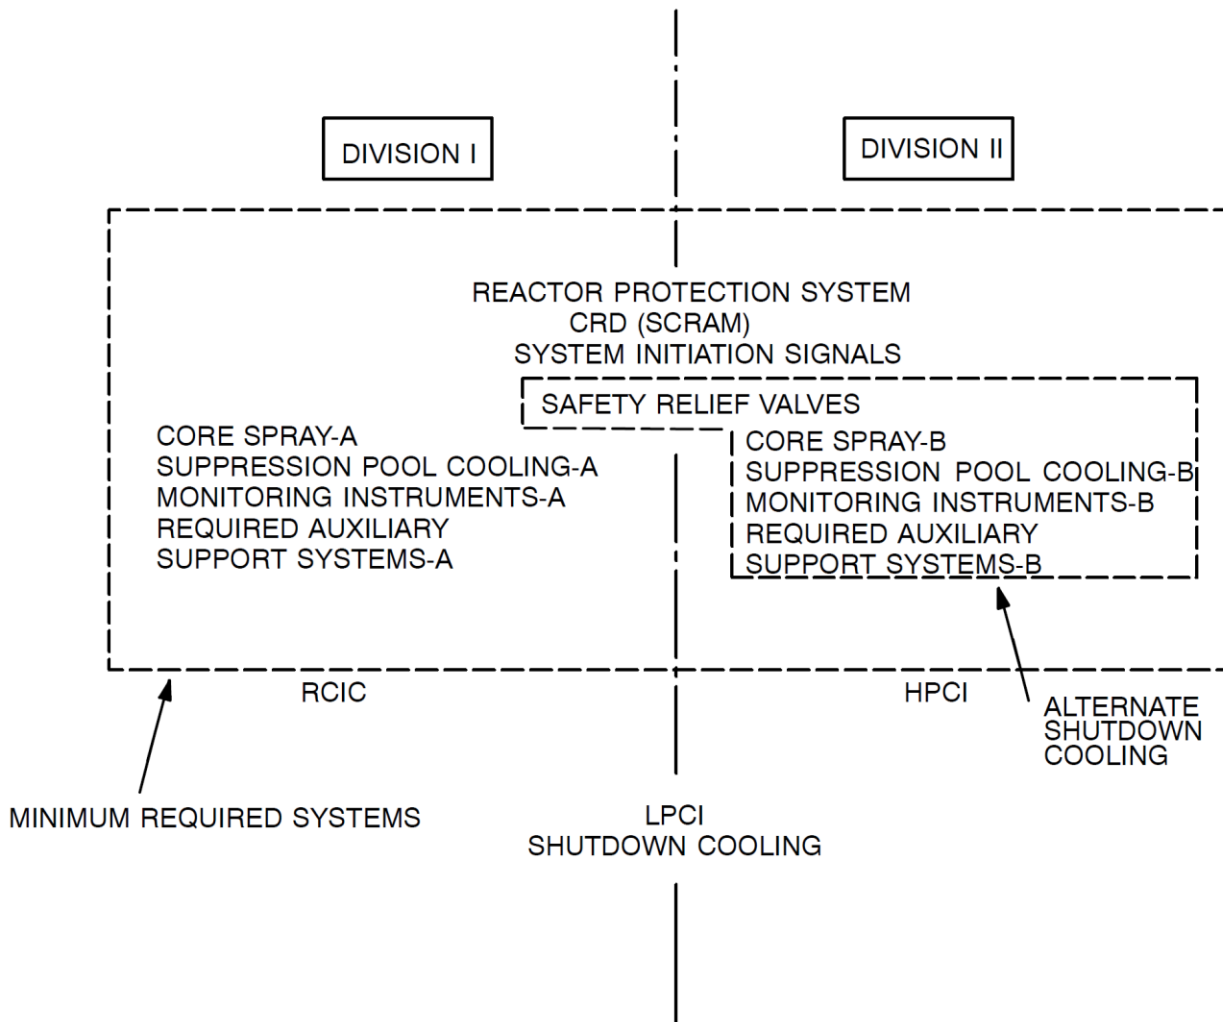 DIVISION I
DIVISION II
REACTOR PROTECTION SYSTEM
CRD (SCRAM)
SYSTEM INITIATION SIGNALS
SAFETY RELIEF VALVES
CORE SPRAY-A
SUPPRESSION POOL COOLING-A
MONITORING INSTRUMENTS-A
REQUIRED AUXILIARY
SUPPORT SYSTEMS-A
CORE SPRAY-B
SUPPRESSION POOL COOLING-B
MONITORING INSTRUMENTS-B
REQUIRED AUXILIARY
SUPPORT SYSTEMS-B
RCIC
HPCI
ALTERNATE
SHUTDOWN
COOLING
MINIMUM REQUIRED SYSTEMS
LPCI
SHUTDOWN COOLING